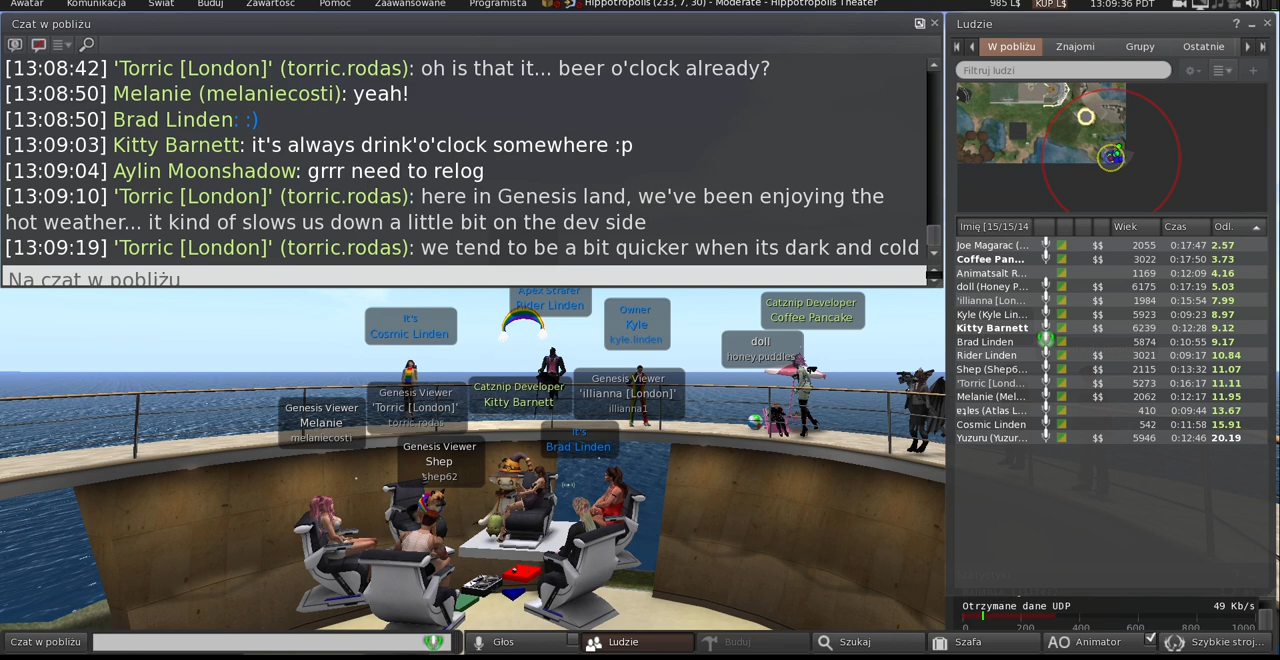 Awatar Komunikacja Świat Buduj Zawartość Pomoc Zaawansowane Programista Hippotropolis (233, 7, 30) - Moderate - Hippotropolis Theater 985 L$ KUP L$ 13:09:36 PDT
Czat w pobliżu
[13:08:42] 'Torric [London]' (torric.rodas): oh is that it... beer o'clock already?
[13:08:50] Melanie (melaniecosti): yeah!
[13:08:50] Brad Linden: :)
[13:09:03] Kitty Barnett: it's always drink'o'clock somewhere :p
[13:09:04] Aylin Moonshadow: grrr need to relog
[13:09:10] 'Torric [London]' (torric.rodas): here in Genesis land, we've been enjoying the
hot weather... it kind of slows us down a little bit on the dev side
[13:09:19] 'Torric [London]' (torric.rodas): we tend to be a bit quicker when its dark and cold
Na czat w pobliżu
Ludzie
W pobliżu Znajomi Grupy Ostatnie
Filtruj ludzi
Imię [15/15/14 Wiek Czas Odl.
Joe Magarac (... $$ 2055 0:17:47 2.57
Coffee Pan... $$ 3022 0:17:50 3.73
Animatsalt R... 1169 0:12:09 4.16
doll (Honey P... $$ 6175 0:17:19 5.03
'illianna [Lon... $$ 1984 0:15:54 7.99
Kyle (Kyle Lin... $$ 5923 0:09:23 8.97
Kitty Barnett $$ 6239 0:12:28 9.12
Brad Linden 5874 0:10:55 9.17
Rider Linden $$ 3021 0:09:17 10.84
Shep (Shep6... $$ 2115 0:13:32 11.07
'Torric [Lond... $$ 5273 0:16:17 11.11
Melanie (Mel... $$ 2062 0:12:17 11.95
(Atlas L... 410 0:09:44 13.67
Cosmic Linden 542 0:11:58 15.91
Yuzuru (Yuzur... $$ 5946 0:12:46 20.19
Apex Strafer
Rider Linden
It's
Cosmic Linden
Owner
Kyle
kyle.linden
Catznip Developer
Coffee Pancake
doll
honey.puddles
Genesis Viewer
Melanie
melaniecosti
Genesis Viewer
'Torric [London]'
torric.rodas
Catznip Developer
Kitty Barnett
Genesis Viewer
'illianna [London]'
illianna1
Genesis Viewer
Shep
shep62
It's
Brad Linden
Otrzymane dane UDP 49 Kb/s
0 200 400 600 800 1000
Czat w pobliżu Głos Ludzie Buduj Szukaj Szafa AO Animator Szybkie stroj...